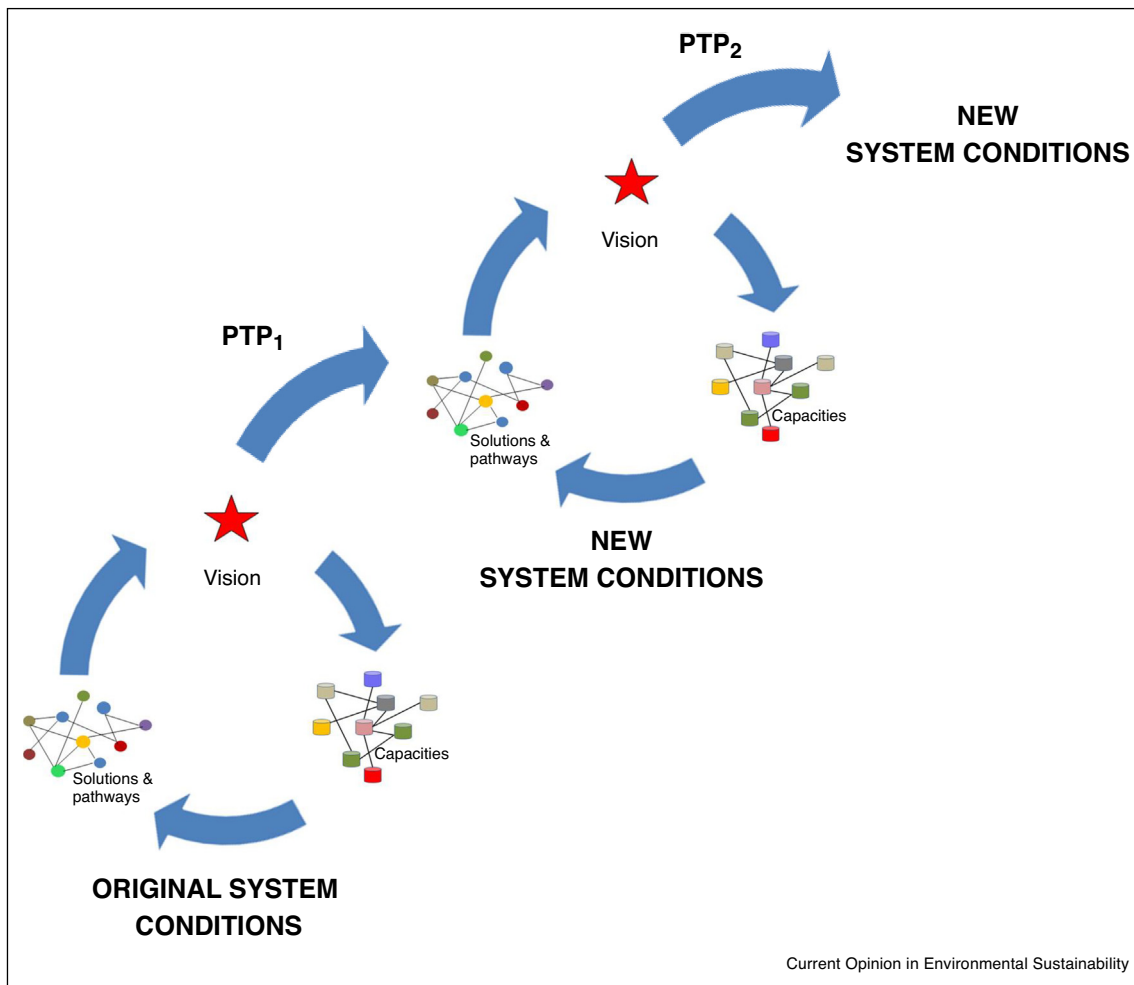 PTP2
NEW
SYSTEM CONDITIONS
Vision
PTP1
Capacities
Solutions &
pathways
NEW
SYSTEM CONDITIONS
Vision
Capacities
Solutions &
pathways
ORIGINAL SYSTEM
CONDITIONS
Current Opinion in Environmental Sustainability